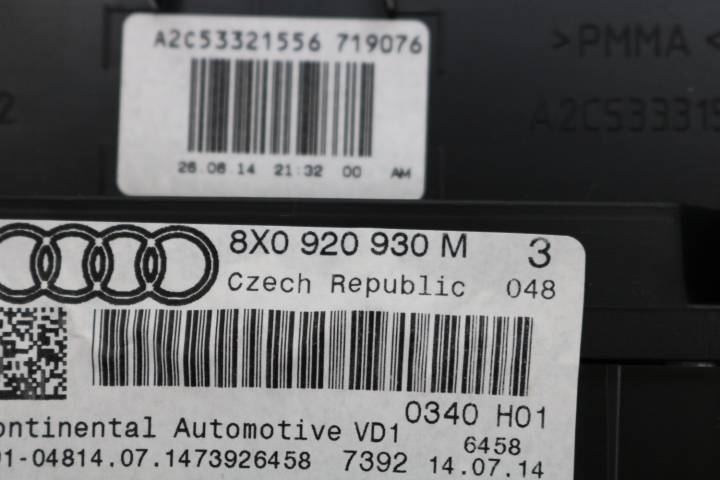 A2C53321556 719076
>PMMA<
26.06.14 21:32 00 AM
8X0 920 930 M 3
Czech Republic 048
0340 H01
ontinental Automotive VD1 6458
01-04814.07.1473926458 7392 14.07.14